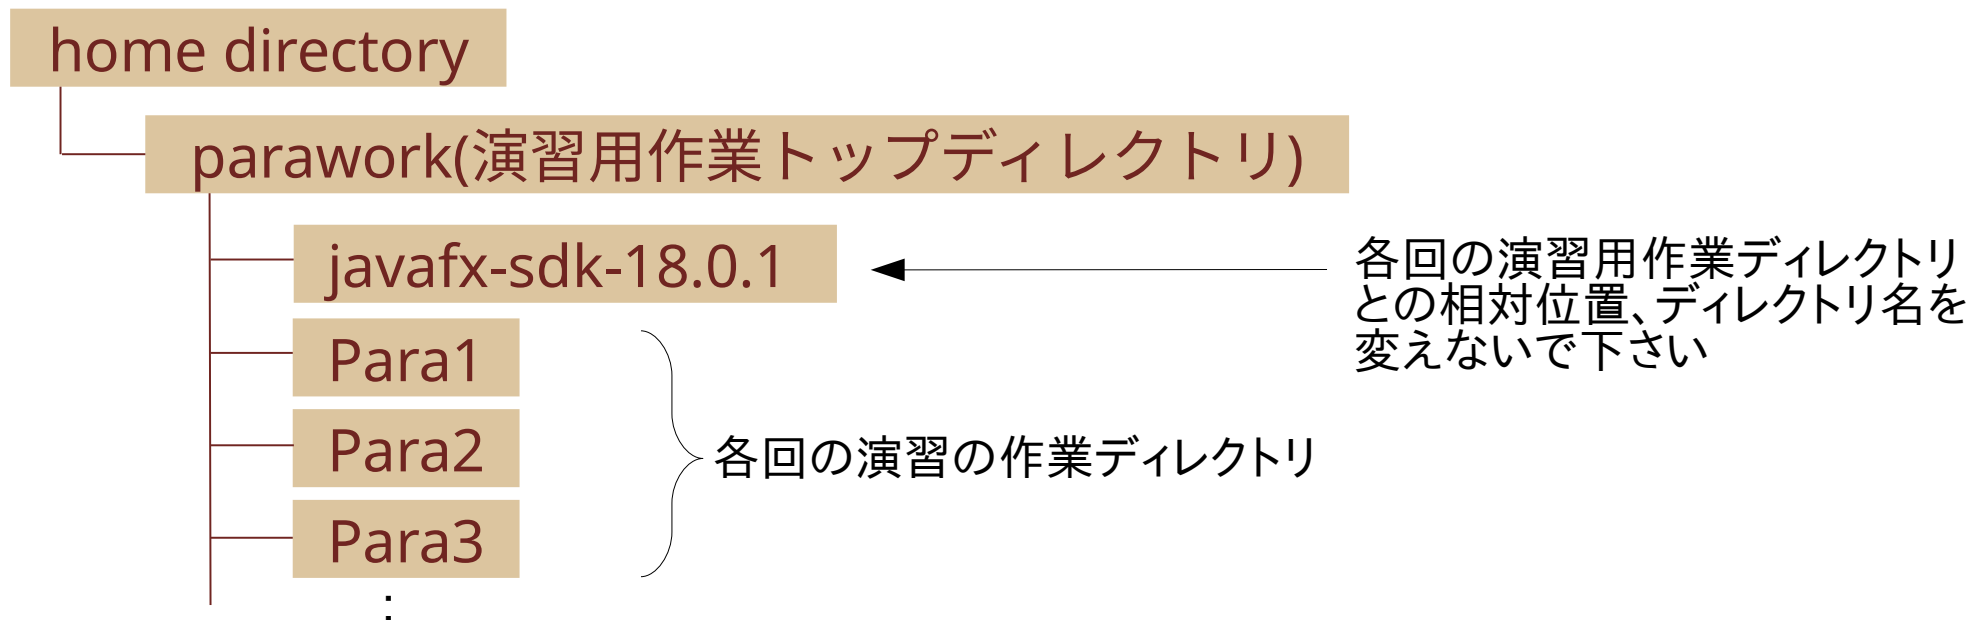 home directory
parawork(演習用作業トップディレクトリ)
javafx-sdk-18.0.1
各回の演習用作業ディレクトリ
との相対位置、ディレクトリ名を
変えないで下さい
Para1
Para2
各回の演習の作業ディレクトリ
Para3
: